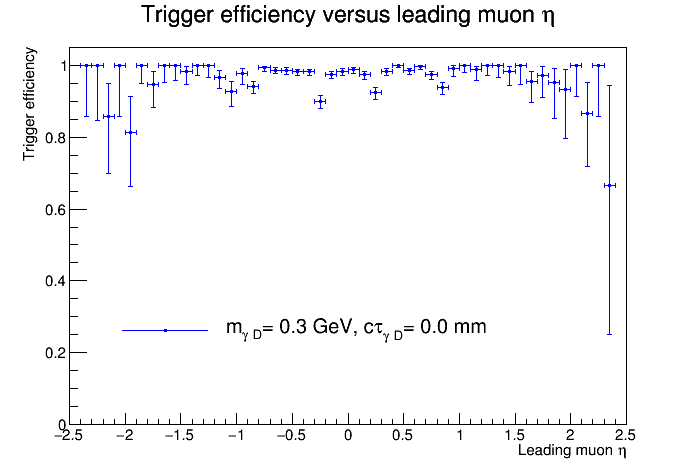 Trigger efficiency versus leading muon η
Trigger efficiency
1
0.8
0.6
0.4
0.2
0
m_γ D= 0.3 GeV, cτ_γ D= 0.0 mm
−2.5 −2 −1.5 −1 −0.5 0 0.5 1 1.5 2 2.5
Leading muon η